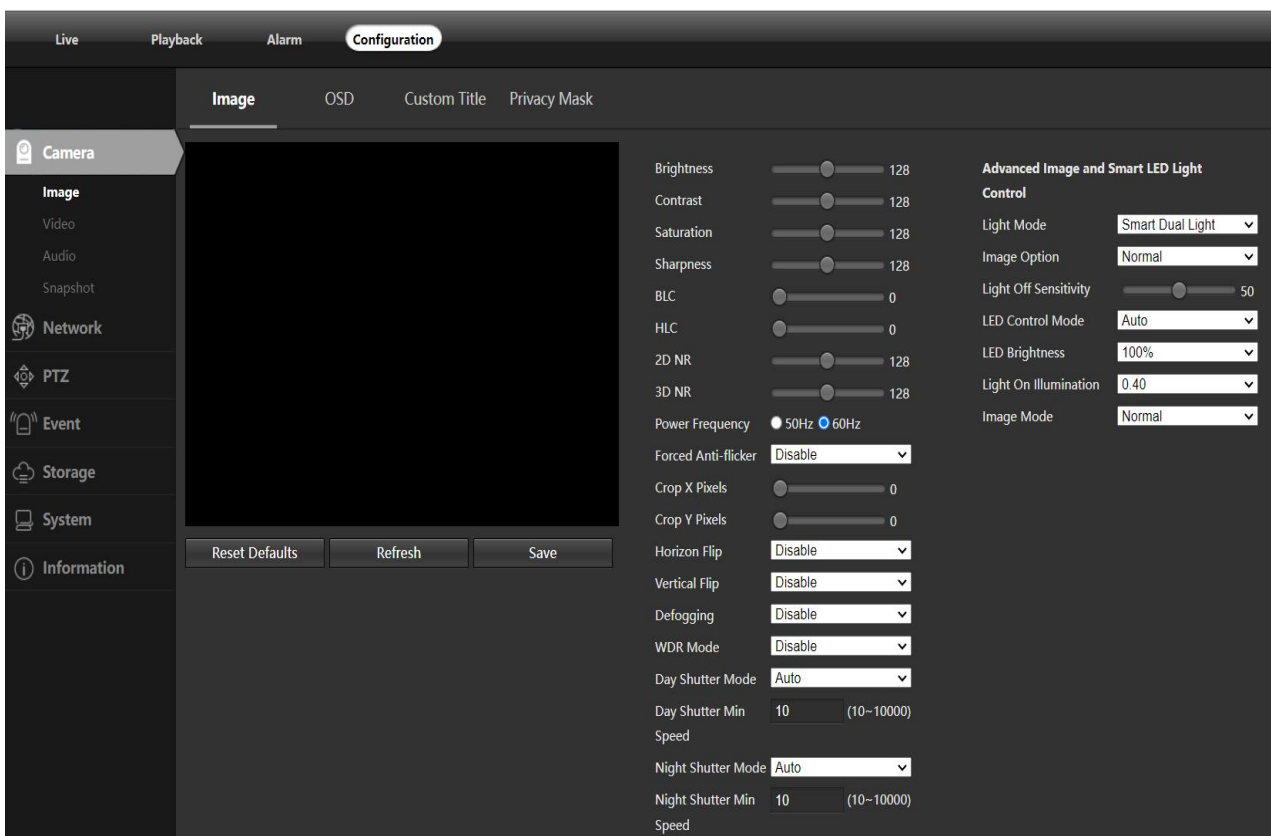 Live Playback Alarm Configuration
Image OSD Custom Title Privacy Mask
Camera
Image
Video
Audio
Snapshot
Network
PTZ
Event
Storage
System
Information
Reset Defaults Refresh Save
Brightness 128
Contrast 128
Saturation 128
Sharpness 128
BLC 0
HLC 0
2D NR 128
3D NR 128
Power Frequency 50Hz 60Hz
Forced Anti-flicker Disable
Crop X Pixels 0
Crop Y Pixels 0
Horizon Flip Disable
Vertical Flip Disable
Defogging Disable
WDR Mode Disable
Day Shutter Mode Auto
Day Shutter Min 10 (10~10000)
Speed
Night Shutter Mode Auto
Night Shutter Min 10 (10~10000)
Speed
Advanced Image and Smart LED Light
Control
Light Mode Smart Dual Light
Image Option Normal
Light Off Sensitivity 50
LED Control Mode Auto
LED Brightness 100%
Light On Illumination 0.40
Image Mode Normal